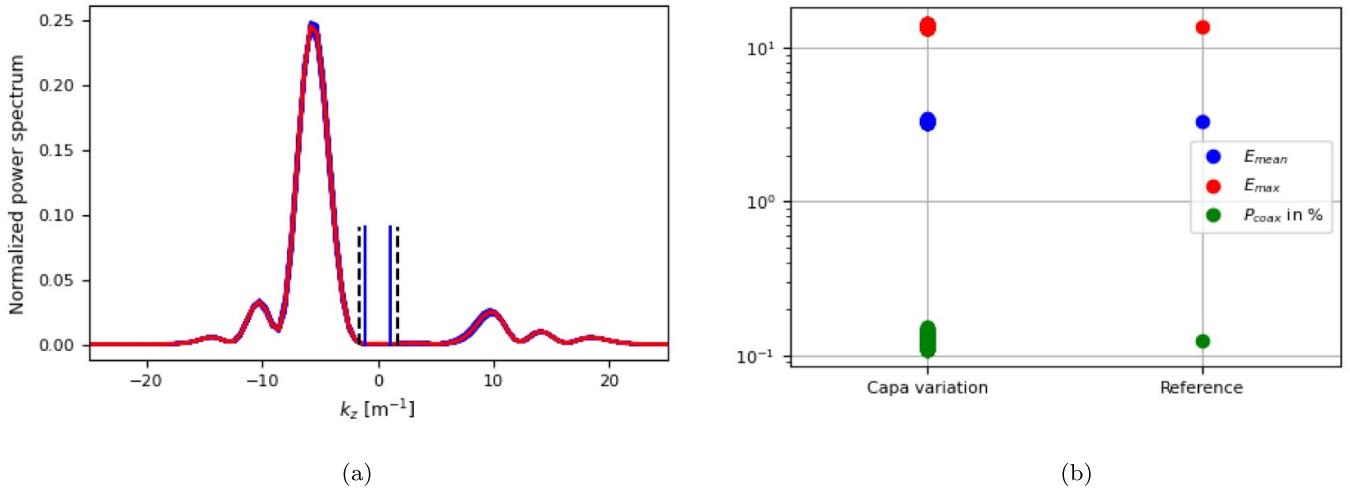 Normalized power spectrum
0.25
0.20
0.15
0.10
0.05
0.00
−20
−10
0
10
20
k_z [m⁻¹]
(a)
10¹
10⁰
10⁻¹
E_mean
E_max
P_coax in %
Capa variation
Reference
(b)